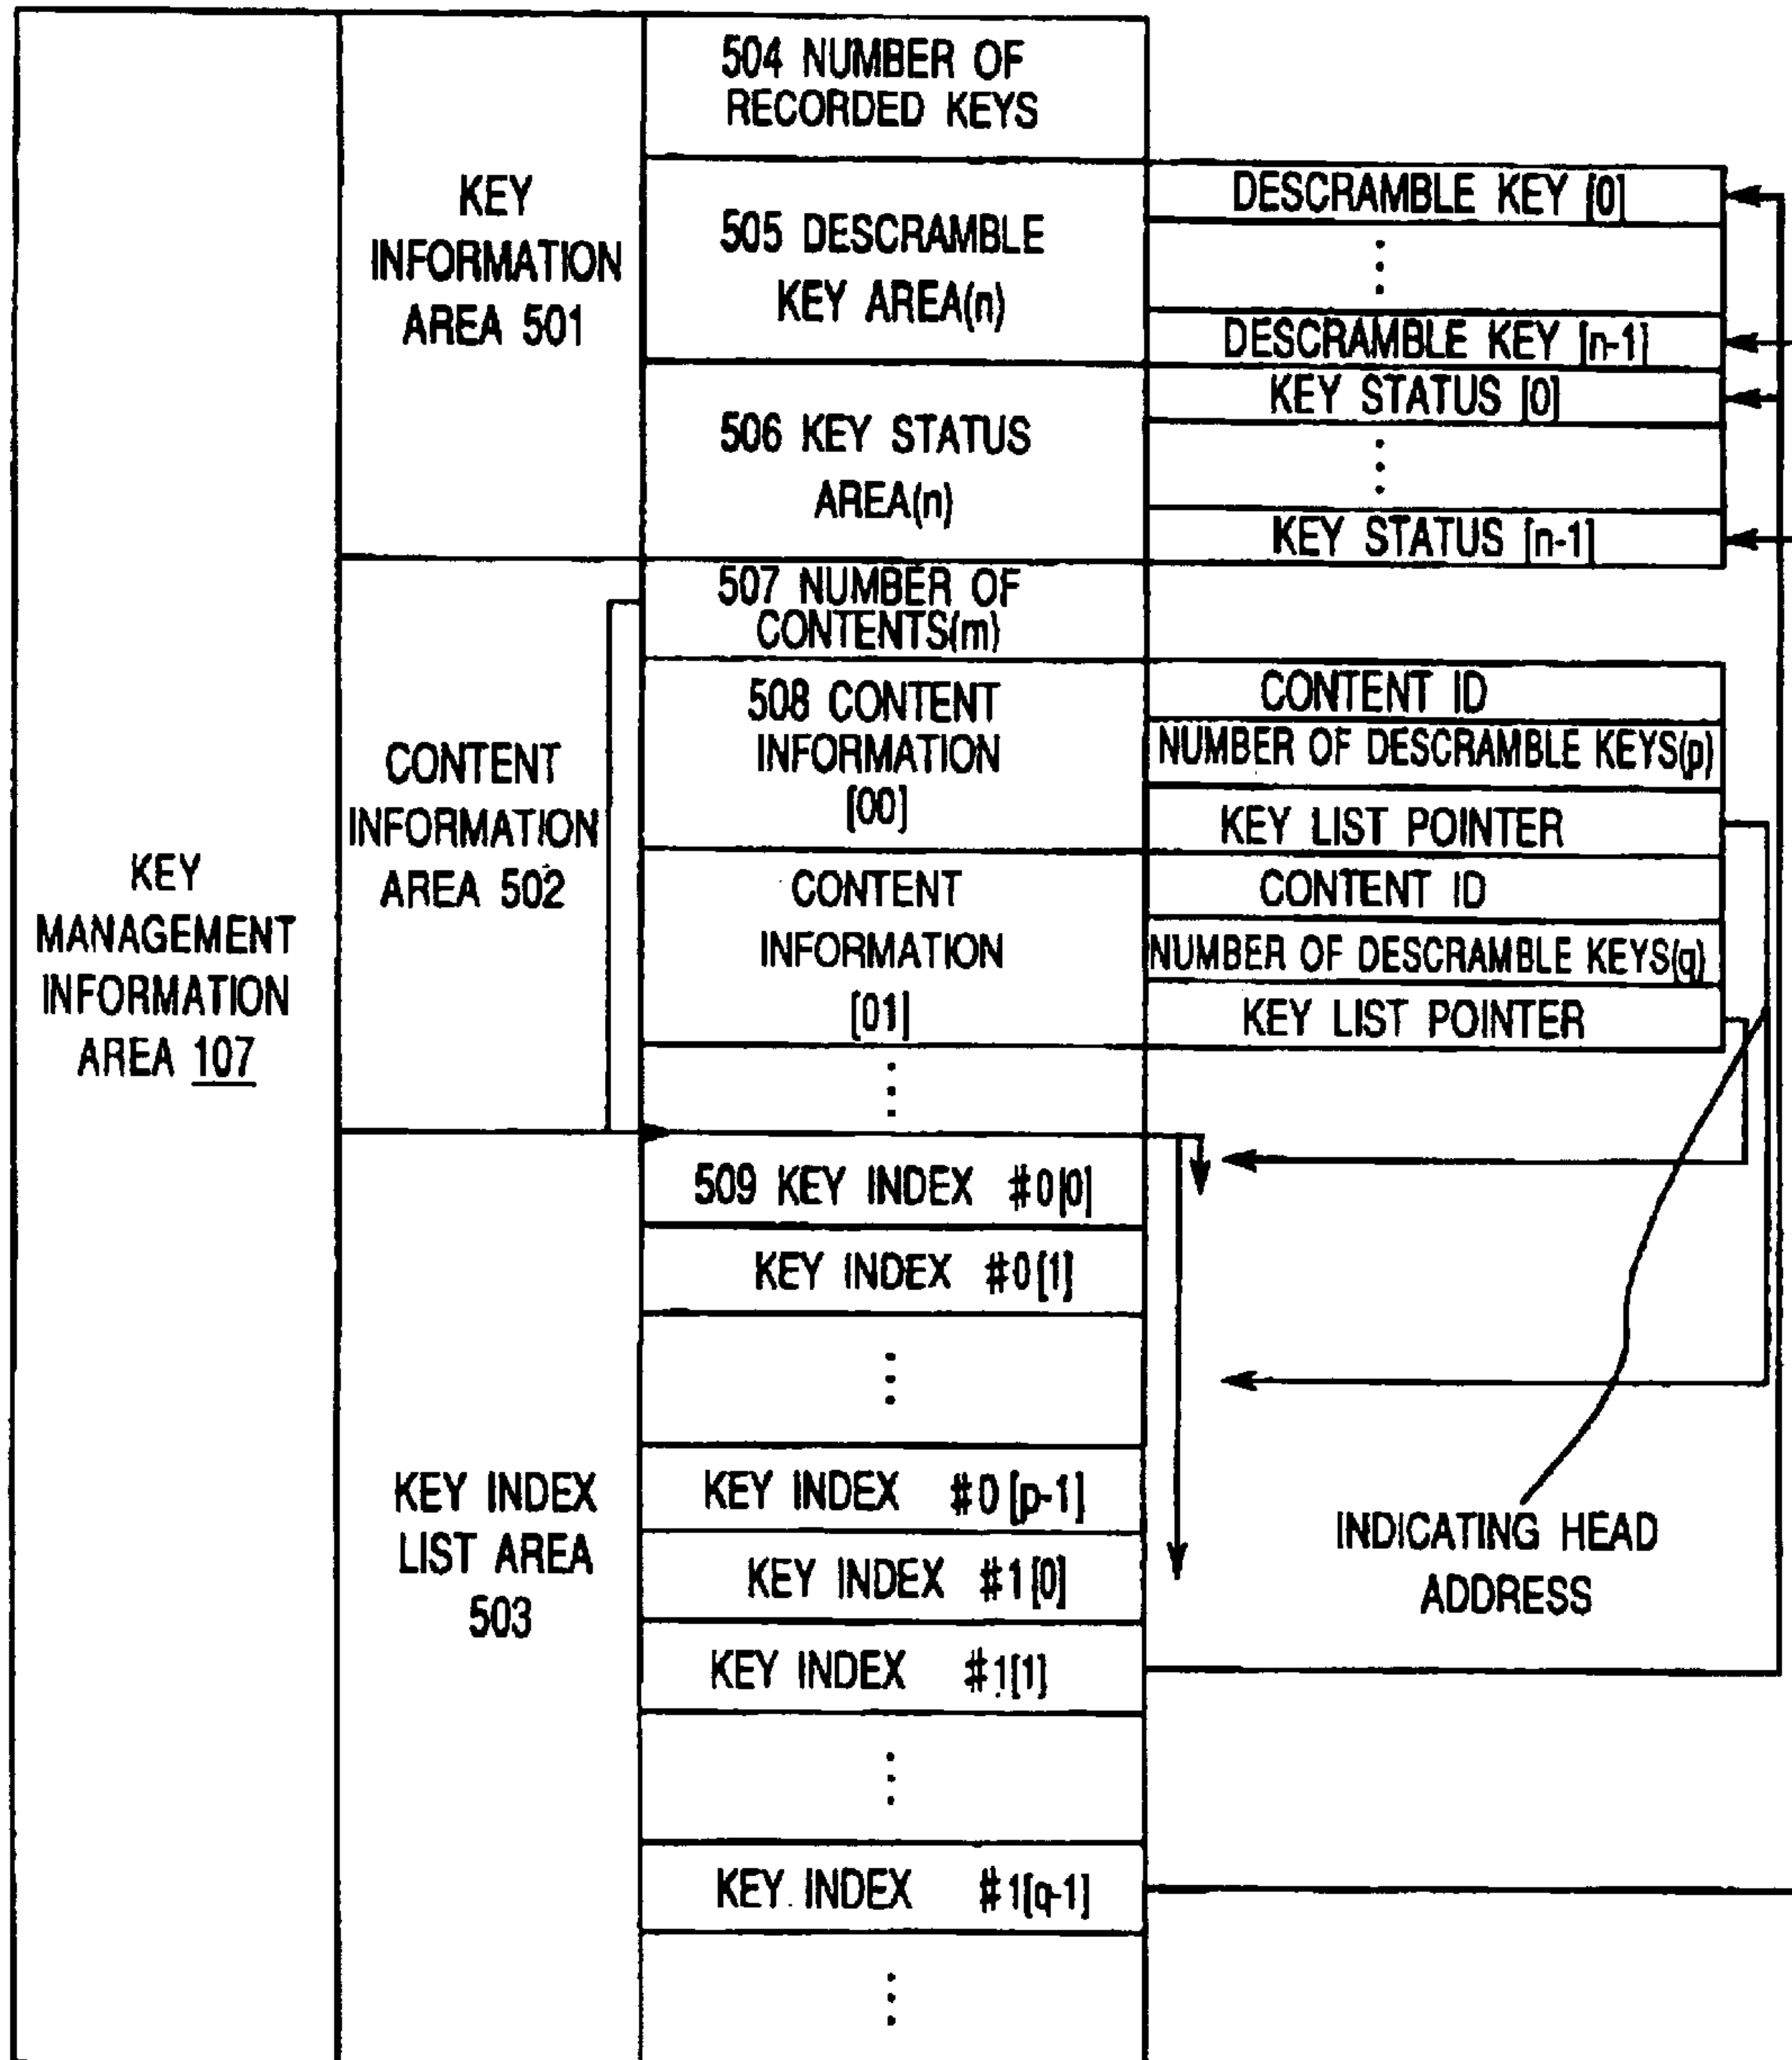 KEY
MANAGEMENT
INFORMATION
AREA 107
KEY
INFORMATION
AREA 501
504 NUMBER OF
RECORDED KEYS
505 DESCRAMBLE
KEY AREA(n)
DESCRAMBLE KEY [0]
⋮
DESCRAMBLE KEY [n-1]
506 KEY STATUS
AREA(n)
KEY STATUS [0]
⋮
KEY STATUS [n-1]
CONTENT
INFORMATION
AREA 502
507 NUMBER OF
CONTENTS(m)
508 CONTENT
INFORMATION
[00]
CONTENT ID
NUMBER OF DESCRAMBLE KEYS(p)
KEY LIST POINTER
CONTENT
INFORMATION
[01]
CONTENT ID
NUMBER OF DESCRAMBLE KEYS(q)
KEY LIST POINTER
⋮
KEY INDEX
LIST AREA
503
509 KEY INDEX #0[0]
KEY INDEX #0[1]
⋮
KEY INDEX #0[p-1]
KEY INDEX #1[0]
KEY INDEX #1[1]
⋮
KEY INDEX #1[q-1]
⋮
INDICATING HEAD
ADDRESS